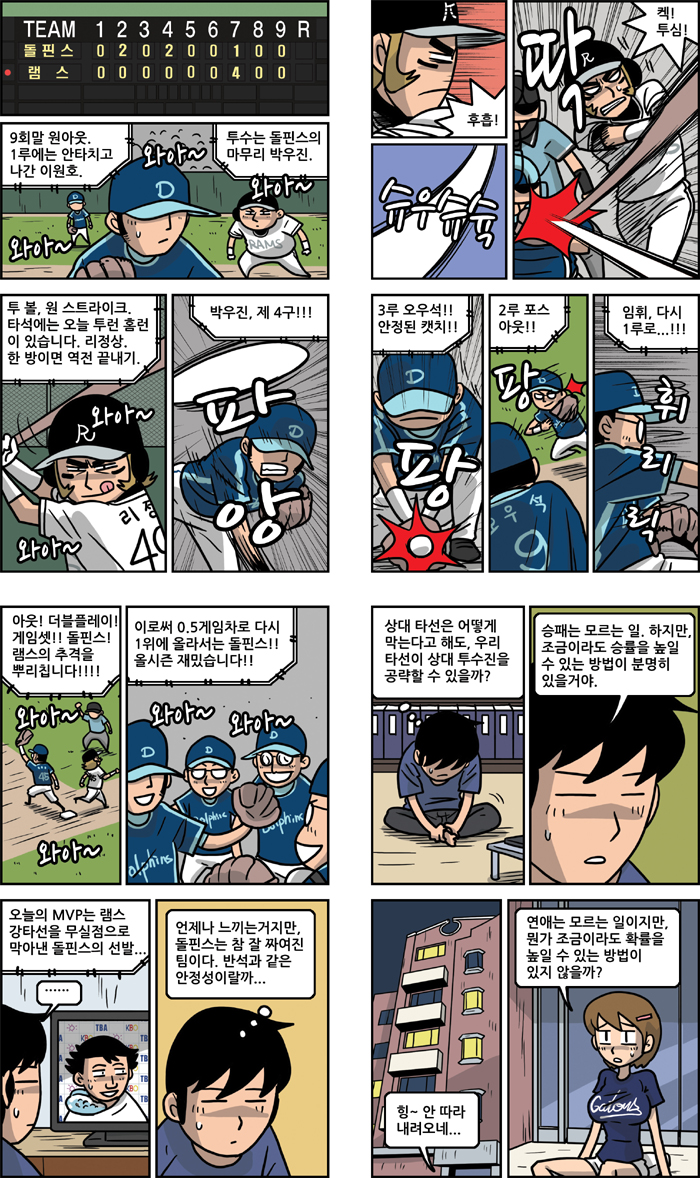 TEAM 1 2 3 4 5 6 7 8 9 R
돌핀스 0 2 0 2 0 0 1 0 0
램스 0 0 0 0 0 0 4 0 0
9회말 원아웃.
1루에는 안타치고
나간 이원호.
와아~
투수는 돌핀스의
마무리 박우진.
와아~
와아~
D
RAMS
투 볼, 원 스트라이크.
타석에는 오늘 투런 홈런
이 있습니다. 리정상.
한 방이면 역전 끝내기.
와아~
R
리정
와아~
박우진, 제 4구!!!
파
앙
D
후흡!
슈우슈슉
켁!
투심!
딱
R
3루 오우석!!
안정된 캣치!!
D
팡
2루 포스
아웃!!
팡
오우석
9
임휘, 다시
1루로...!!!
휘
리
릭
아웃! 더블플레이!
게임셋!! 돌핀스!
램스의 추격을
뿌리칩니다!!!!
와아~
46
와아~
이로써 0.5게임차로 다시
1위에 올라서는 돌핀스!!
올시즌 재밌습니다!!
와아~
와아~
D
D
D
Dolphins
상대 타선은 어떻게
막는다고 해도, 우리
타선이 상대 투수진을
공략할 수 있을까?
승패는 모르는 일. 하지만,
조금이라도 승률을 높일
수 있는 방법이 분명히
있을거야.
오늘의 MVP는 램스
강타선을 무실점으로
막아낸 돌핀스의 선발...
......
TBA
KBO
언제나 느끼는거지만,
돌핀스는 참 잘 짜여진
팀이다. 반석과 같은
안정성이랄까...
힝~ 안 따라
내려오네...
연애는 모르는 일이지만,
뭔가 조금이라도 확률을
높일 수 있는 방법이
있지 않을까?